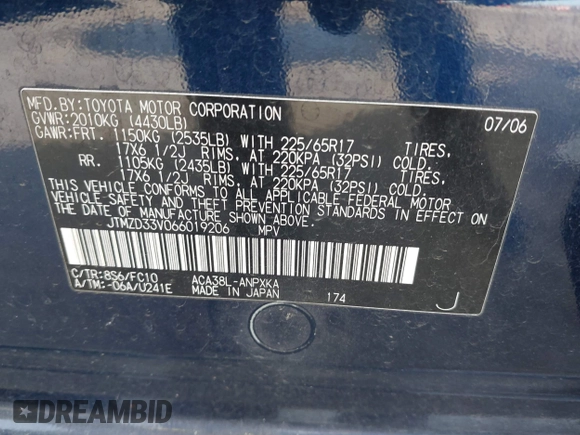 MFD.BY:TOYOTA MOTOR CORPORATION 07/06
GVWR:2010KG (4430LB)
GAWR:FRT. 1150KG (2535LB) WITH 225/65R17 TIRES,
17X6 1/2J RIMS, AT 220KPA (32PSI) COLD.
RR. 1105KG (2435LB) WITH 225/65R17 TIRES,
17X6 1/2J RIMS, AT 220KPA (32PSI) COLD.
THIS VEHICLE CONFORMS TO ALL APPLICABLE FEDERAL MOTOR
VEHICLE SAFETY AND BUMPER STANDARDS IN EFFECT ON THE
DATE OF MANUFACTURE SHOWN ABOVE.
JTMZD33V066019206 MPV
C/TR:8S6/FC10 ACA38L-ANPXKA
A/TM:-06A/U241E MADE IN JAPAN 174 J
DREAMBID